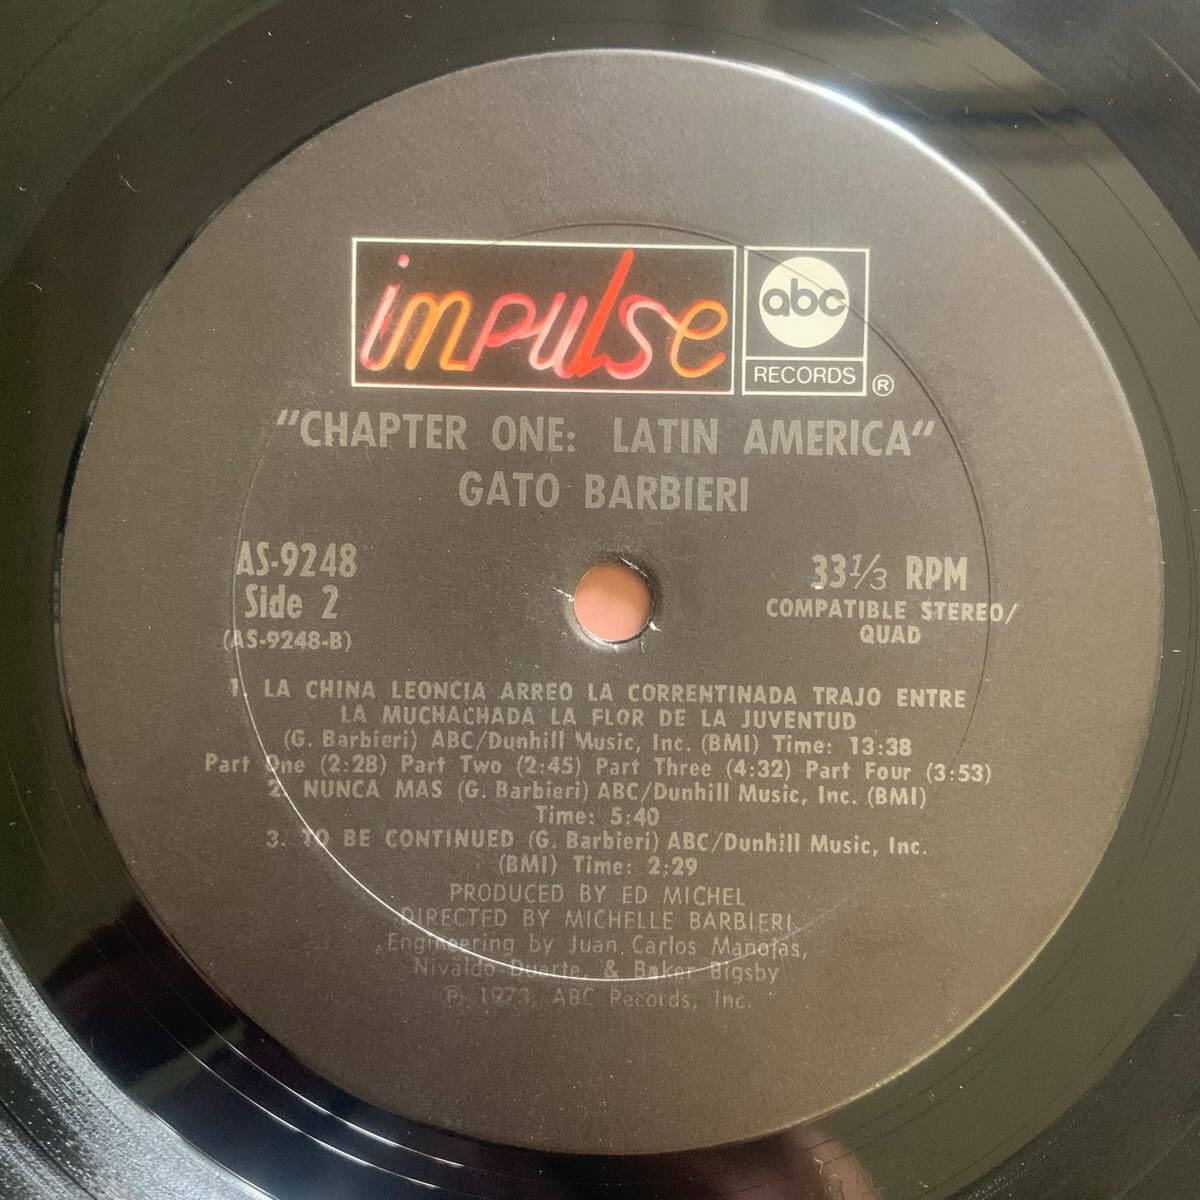 impulse
abc
RECORDS ®
"CHAPTER ONE: LATIN AMERICA"
GATO BARBIERI
AS-9248
Side 2
(AS-9248-B)
33 1/3 RPM
COMPATIBLE STEREO/
QUAD
1. LA CHINA LEONCIA ARREO LA CORRENTINADA TRAJO ENTRE
LA MUCHACHADA LA FLOR DE LA JUVENTUD
(G. Barbieri) ABC/Dunhill Music, Inc. (BMI) Time: 13:38
Part One (2:28) Part Two (2:45) Part Three (4:32) Part Four (3:53)
2. NUNCA MAS (G. Barbieri) ABC/Dunhill Music, Inc. (BMI)
Time: 5:40
3. TO BE CONTINUED (G. Barbieri) ABC/Dunhill Music, Inc.
(BMI) Time: 2:29
PRODUCED BY ED MICHEL
DIRECTED BY MICHELLE BARBIERI
Engineering by Juan Carlos Manojas,
Nivaldo Duarte, & Baker Bigsby
℗ 1973, ABC Records, Inc.